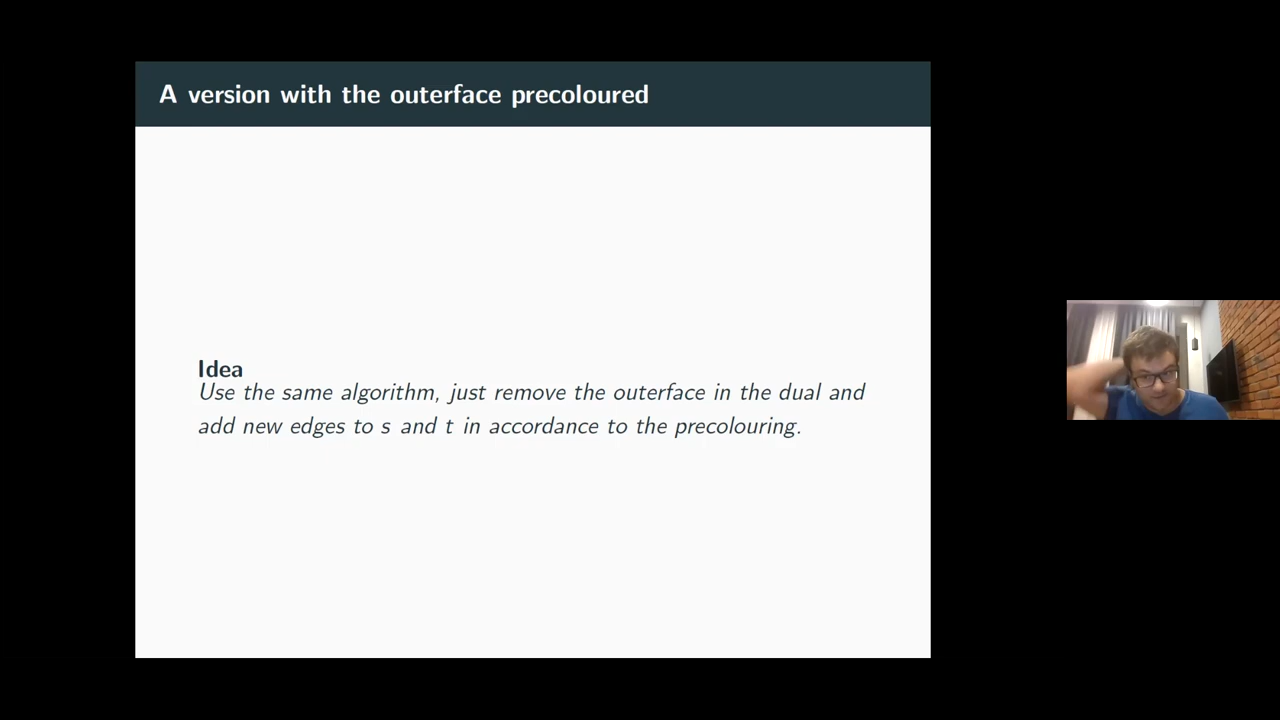 A version with the outerface precoloured
Idea
Use the same algorithm, just remove the outerface in the dual and
add new edges to s and t in accordance to the precolouring.